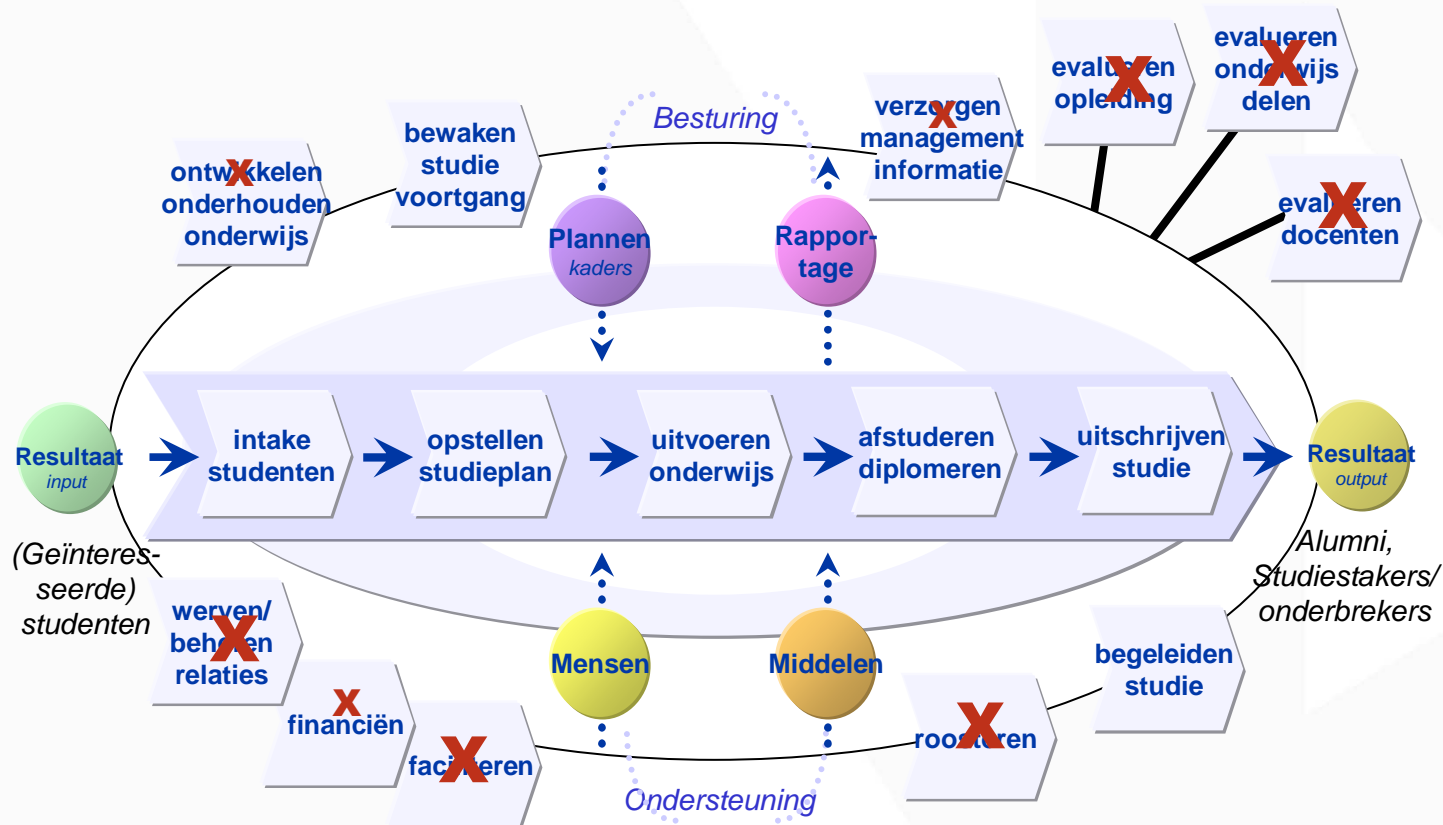 evalueren
onderwijs
delen
evalueren
opleiding
X
X
Besturing
verzorgen
management
informatie
x
bewaken
studie
voortgang
ontwikkelen
onderhouden
onderwijs
x
evalueren
docenten
X
Plannen
kaders
Rappor-
tage
Resultaat
input
intake
studenten
opstellen
studieplan
uitvoeren
onderwijs
afstuderen
diplomeren
uitschrijven
studie
Resultaat
output
(Geïnteres-
seerde)
studenten
Alumni,
Studiestakers/
onderbrekers
werven/
beheren
relaties
X
Mensen
Middelen
begeleiden
studie
x
financiën
faciliteren
X
roosteren
X
Ondersteuning